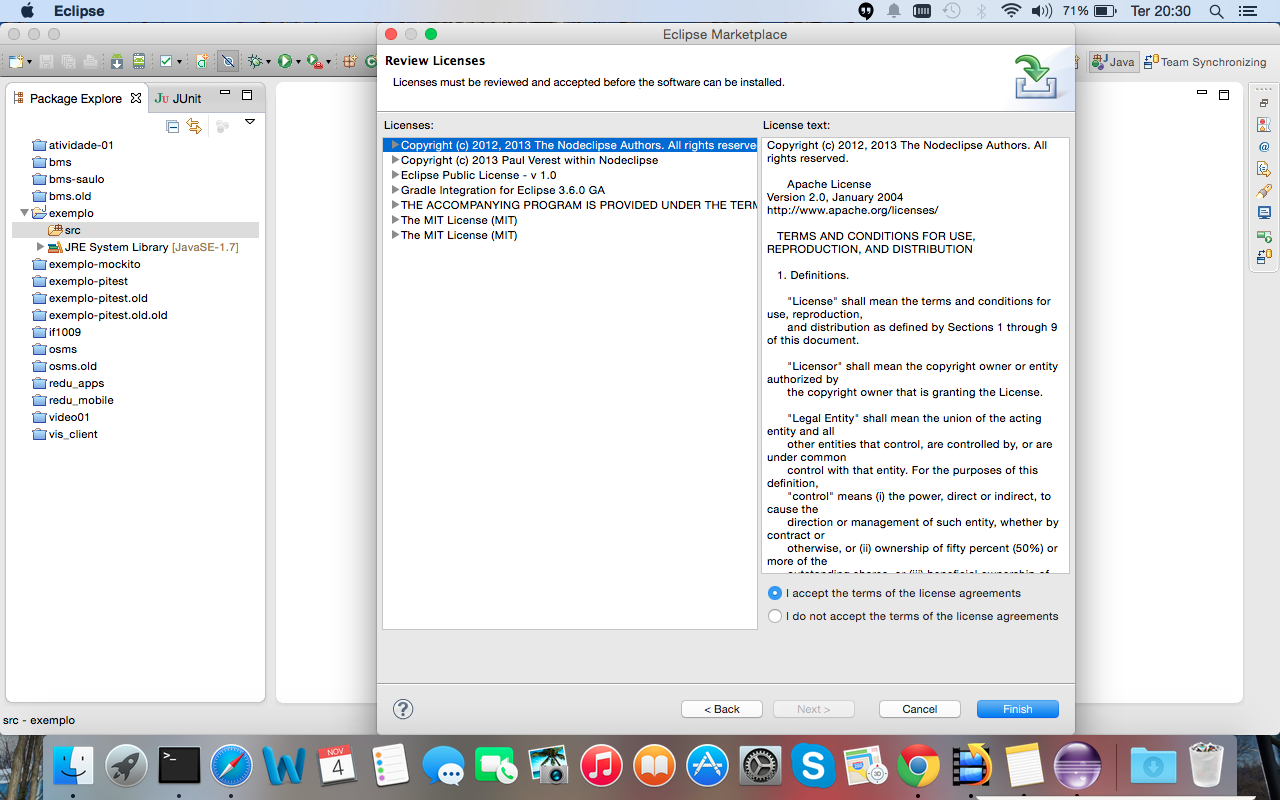 Eclipse
71%
Ter 20:30
Eclipse Marketplace
Review Licenses
Licenses must be reviewed and accepted before the software can be installed.
Java
Team Synchronizing
Package Explore
JUnit
atividade-01
bms
bms-saulo
bms.old
exemplo
src
JRE System Library [JavaSE-1.7]
exemplo-mockito
exemplo-pitest
exemplo-pitest.old
exemplo-pitest.old.old
if1009
osms
osms.old
redu_apps
redu_mobile
video01
vis_client
Licenses:
Copyright (c) 2012, 2013 The Nodeclipse Authors. All rights reserve
Copyright (c) 2013 Paul Verest within Nodeclipse
Eclipse Public License - v 1.0
Gradle Integration for Eclipse 3.6.0 GA
THE ACCOMPANYING PROGRAM IS PROVIDED UNDER THE TERM
The MIT License (MIT)
The MIT License (MIT)
License text:
Copyright (c) 2012, 2013 The Nodeclipse Authors. All
rights reserved.
Apache License
Version 2.0, January 2004
http://www.apache.org/licenses/
TERMS AND CONDITIONS FOR USE,
REPRODUCTION, AND DISTRIBUTION
1. Definitions.
"License" shall mean the terms and conditions for
use, reproduction,
and distribution as defined by Sections 1 through 9
of this document.
"Licensor" shall mean the copyright owner or entity
authorized by
the copyright owner that is granting the License.
"Legal Entity" shall mean the union of the acting
entity and all
other entities that control, are controlled by, or are
under common
control with that entity. For the purposes of this
definition,
"control" means (i) the power, direct or indirect, to
cause the
direction or management of such entity, whether by
contract or
otherwise, or (ii) ownership of fifty percent (50%) or
more of the
outstanding shares, or (iii) beneficial ownership of
I accept the terms of the license agreements
I do not accept the terms of the license agreements
?
< Back
Next >
Cancel
Finish
src - exemplo
NOV
4